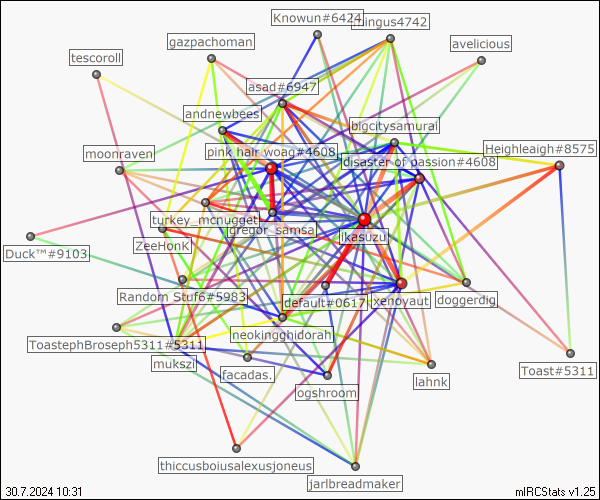 Knowun#6424
mingus4742
gazpachoman
avelicious
tescoroll
asad#6947
andnewbees
bigcitysamurai
pink hair woag#4608
Heighleaigh#8575
moonraven
disaster of passion#4608
turkey_mcnugget
gregor_samsa
ikasuzu
ZeeHonK
Duck™#9103
Random Stuf6#5983
default#0617
xenoyaut
doggerdig
neokingghidorah
ToastephBroseph5311#5311
mukszi
facadas.
lahnk
Toast#5311
ogshroom
thiccusboiusalexusjoneus
jarlbreadmaker
30.7.2024 10:31
mIRCStats v1.25